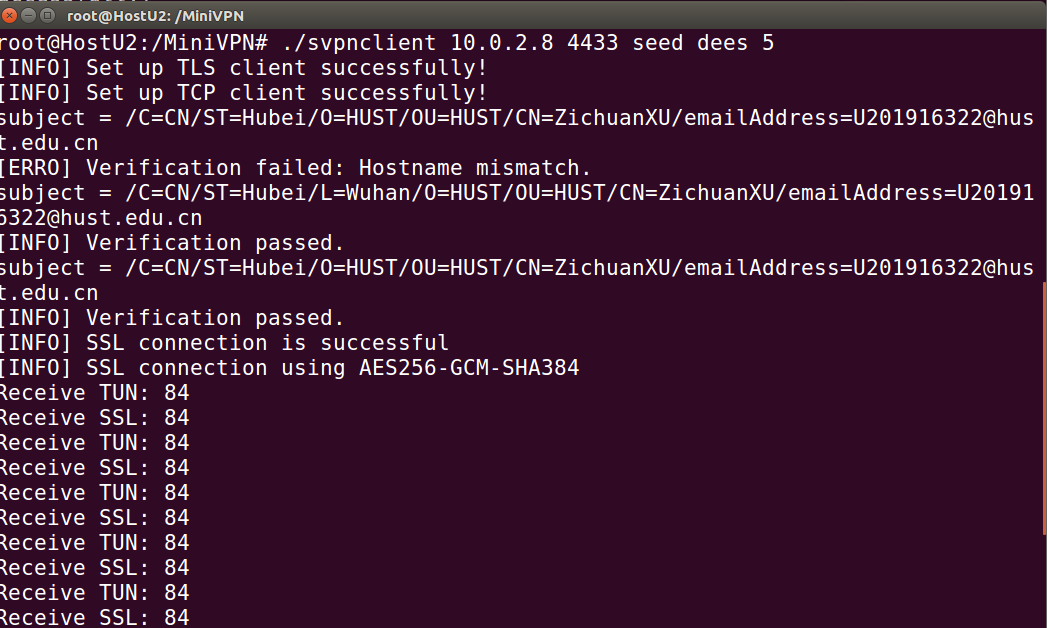 root@HostU2: /MiniVPN
root@HostU2:/MiniVPN# ./svpnclient 10.0.2.8 4433 seed dees 5
[INFO] Set up TLS client successfully!
[INFO] Set up TCP client successfully!
subject = /C=CN/ST=Hubei/O=HUST/OU=HUST/CN=ZichuanXU/emailAddress=U201916322@hus
t.edu.cn
[ERRO] Verification failed: Hostname mismatch.
subject = /C=CN/ST=Hubei/L=Wuhan/O=HUST/OU=HUST/CN=ZichuanXU/emailAddress=U20191
6322@hust.edu.cn
[INFO] Verification passed.
subject = /C=CN/ST=Hubei/O=HUST/OU=HUST/CN=ZichuanXU/emailAddress=U201916322@hus
t.edu.cn
[INFO] Verification passed.
[INFO] SSL connection is successful
[INFO] SSL connection using AES256-GCM-SHA384
Receive TUN: 84
Receive SSL: 84
Receive TUN: 84
Receive SSL: 84
Receive TUN: 84
Receive SSL: 84
Receive TUN: 84
Receive SSL: 84
Receive TUN: 84
Receive SSL: 84